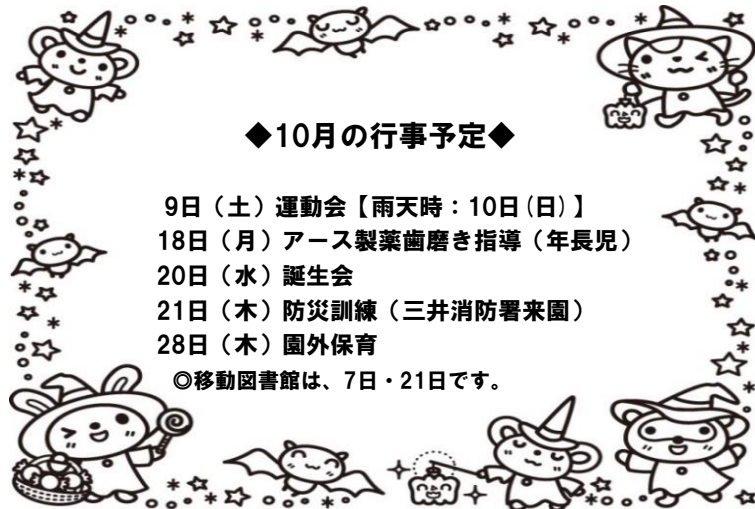 ◆10月の行事予定◆
9日（土）運動会【雨天時：10日(日)】
18日（月）アース製薬歯磨き指導（年長児）
20日（水）誕生会
21日（木）防災訓練（三井消防署来園）
28日（木）園外保育
◎移動図書館は、7日・21日です。